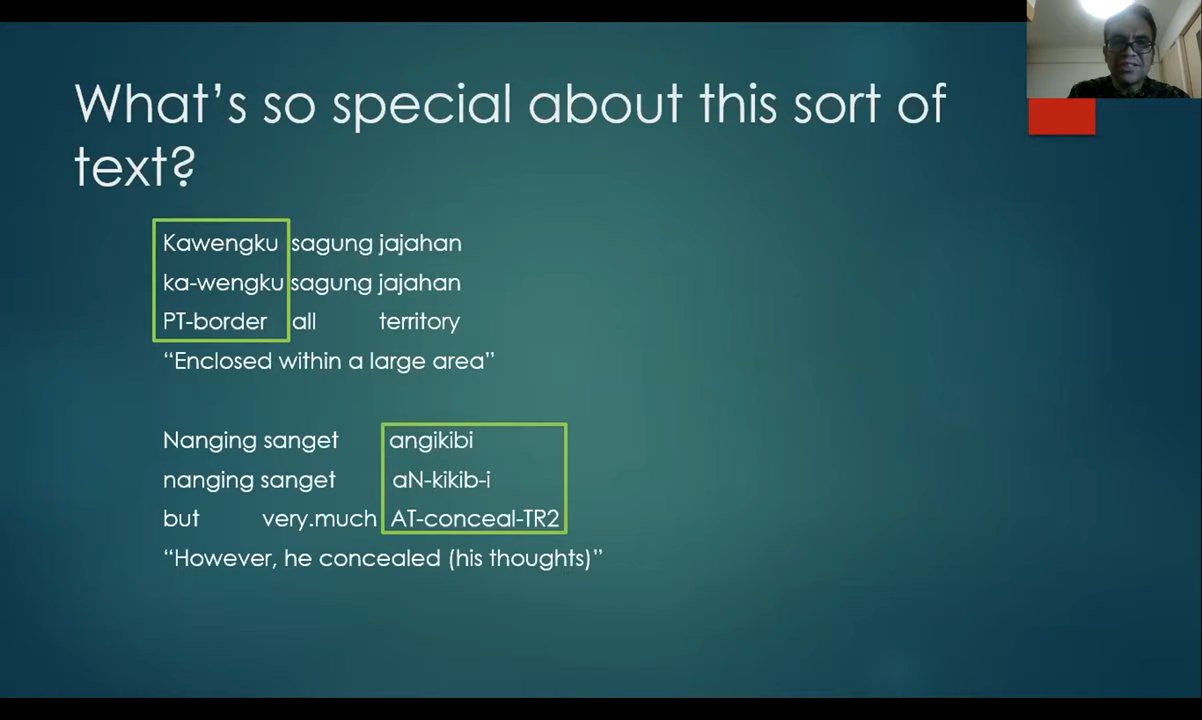 What's so special about this sort of
text?
Kawengku sagung jajahan
ka-wengku sagung jajahan
PT-border all territory
“Enclosed within a large area”
Nanging sanget angikibi
nanging sanget aN-kikib-i
but very.much AT-conceal-TR2
“However, he concealed (his thoughts)”